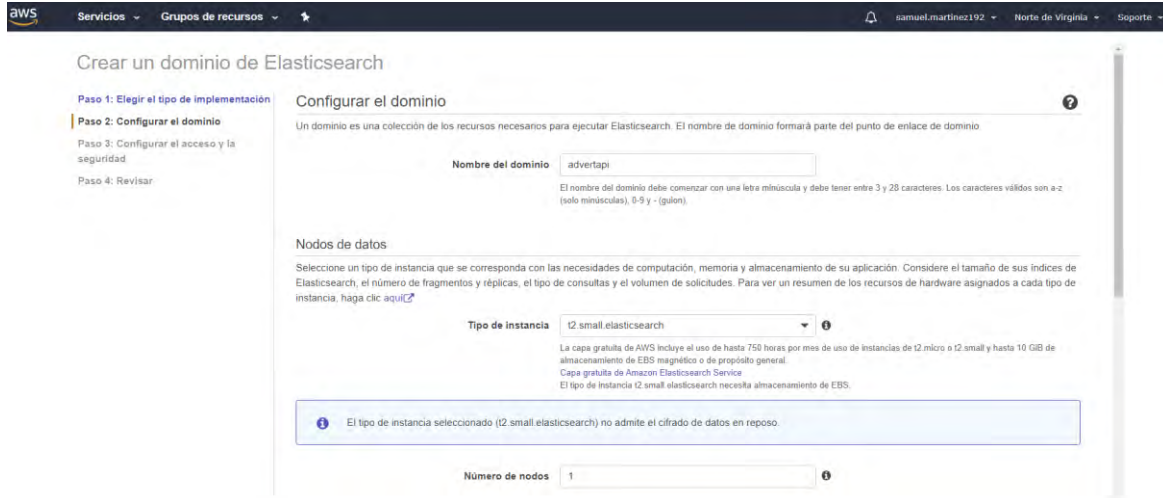 aws
Servicios
Grupos de recursos
samuel.martinez192
Norte de Virginia
Soporte
Crear un dominio de Elasticsearch
Paso 1: Elegir el tipo de implementación
Paso 2: Configurar el dominio
Paso 3: Configurar el acceso y la
seguridad
Paso 4: Revisar
Configurar el dominio
Un dominio es una colección de los recursos necesarios para ejecutar Elasticsearch. El nombre de dominio formará parte del punto de enlace de dominio
Nombre del dominio advertapi
El nombre del dominio debe comenzar con una letra minúscula y debe tener entre 3 y 28 caracteres. Los caracteres válidos son a-z
(solo minúsculas), 0-9 y - (guion).
Nodos de datos
Seleccione un tipo de instancia que se corresponda con las necesidades de computación, memoria y almacenamiento de su aplicación. Considere el tamaño de sus índices de
Elasticsearch, el número de fragmentos y réplicas, el tipo de consultas y el volumen de solicitudes. Para ver un resumen de los recursos de hardware asignados a cada tipo de
instancia, haga clic aquí
Tipo de instancia t2.small.elasticsearch
La capa gratuita de AWS incluye el uso de hasta 750 horas por mes de uso de instancias de t2.micro o t2.small y hasta 10 GIB de
almacenamiento de EBS magnético o de propósito general.
Capa gratuita de Amazon Elasticsearch Service
El tipo de instancia t2.small.elasticsearch necesita almacenamiento de EBS.
El tipo de instancia seleccionado (t2.small.elasticsearch) no admite el cifrado de datos en reposo.
Número de nodos 1